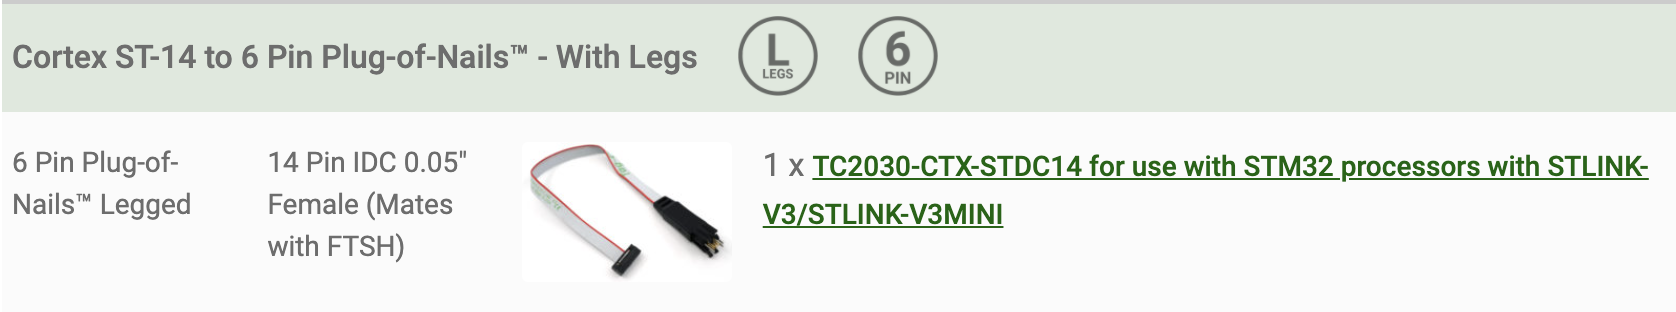 Cortex ST-14 to 6 Pin Plug-of-Nails™ - With Legs
L
LEGS
6
PIN
6 Pin Plug-of-
Nails™ Legged
14 Pin IDC 0.05"
Female (Mates
with FTSH)
1 x TC2030-CTX-STDC14 for use with STM32 processors with STLINK-
V3/STLINK-V3MINI